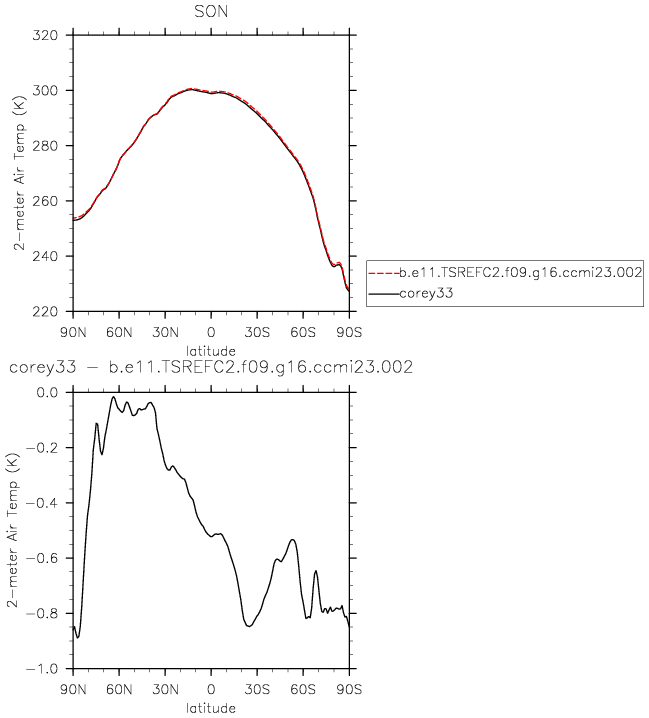 SON
320
300
280
260
240
220
2-meter Air Temp (K)
90N 60N 30N 0 30S 60S 90S
latitude
b.e11.TSREFC2.f09.g16.ccmi23.002
corey33
corey33 - b.e11.TSREFC2.f09.g16.ccmi23.002
0.0
-0.2
-0.4
-0.6
-0.8
-1.0
2-meter Air Temp (K)
90N 60N 30N 0 30S 60S 90S
latitude